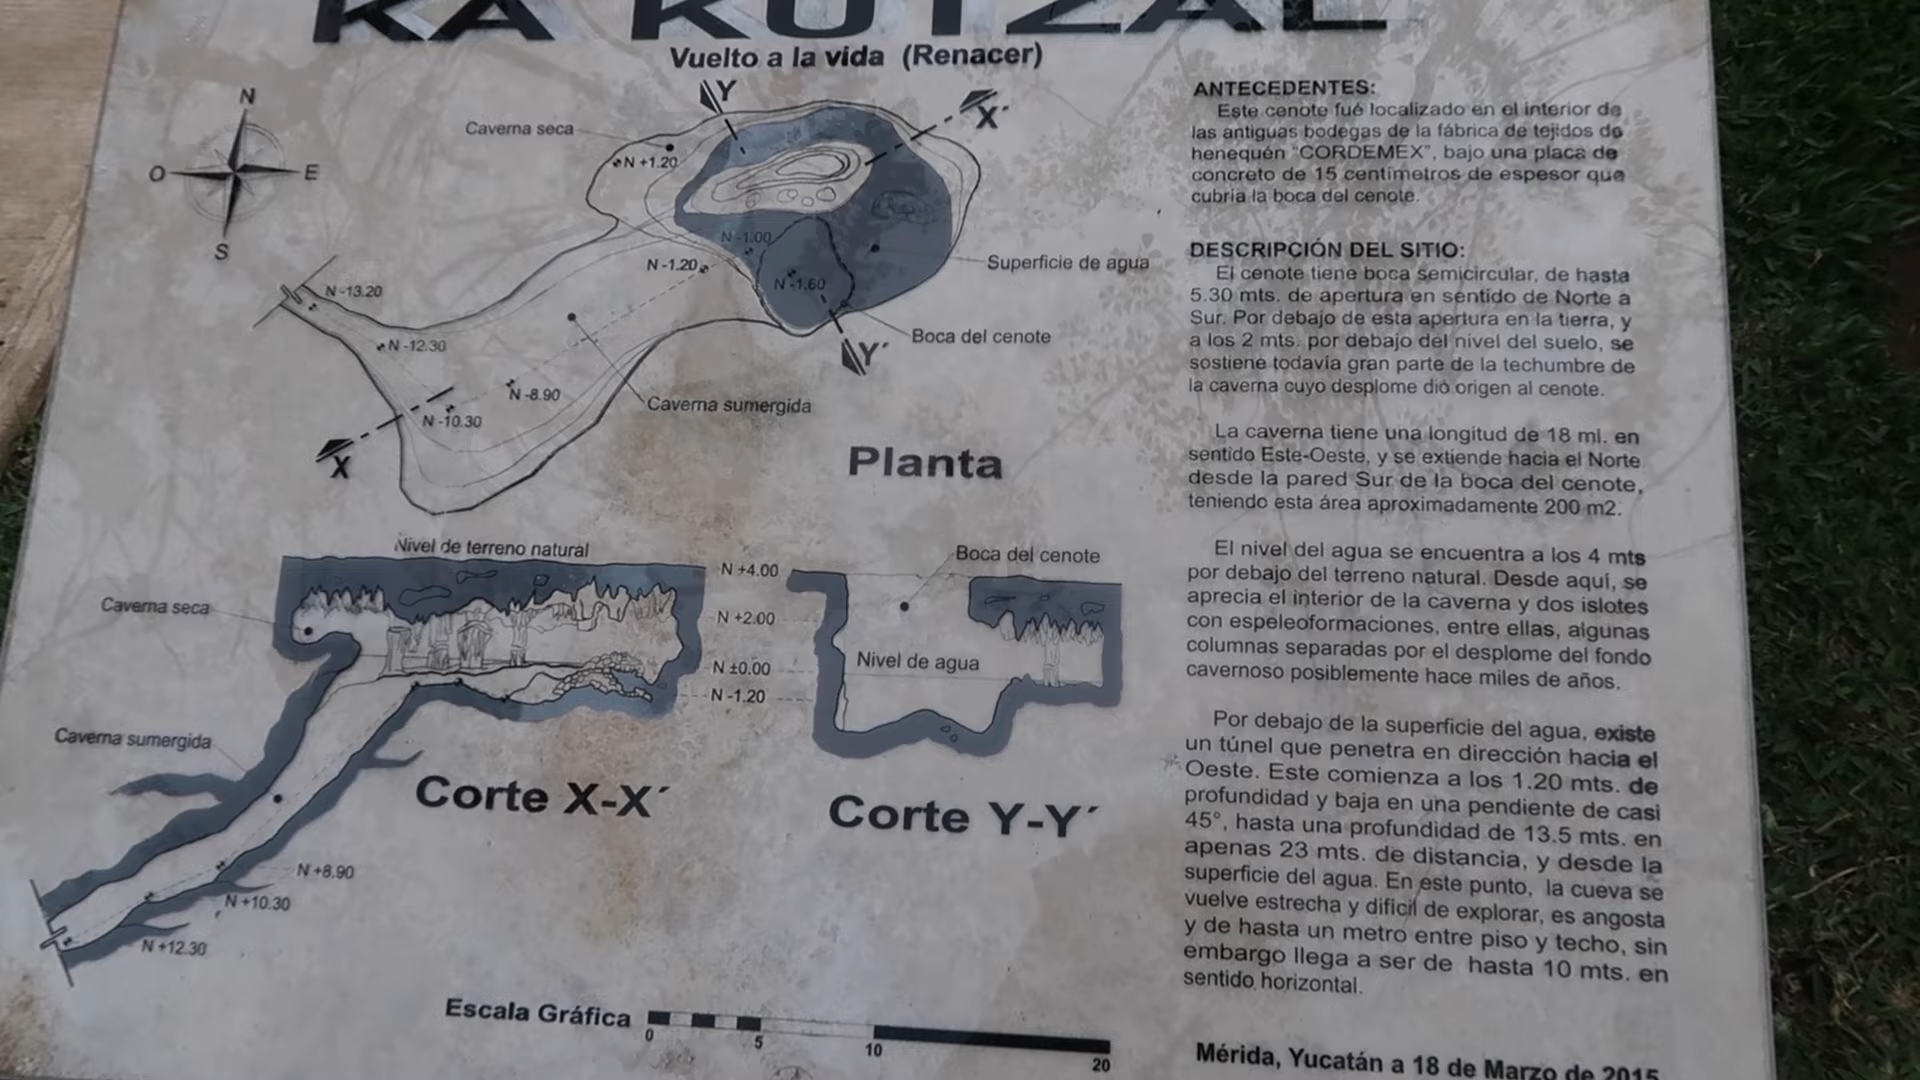 KA KUTZAL
Vuelto a la vida (Renacer)
N
O
E
S
Caverna seca
N +1.20
Y
X´
N -1.00
N -1.20
N -1.60
Superficie de agua
Boca del cenote
Y´
N -13.20
N -12.30
N -8.90
N -10.30
Caverna sumergida
X
Planta
Nivel de terreno natural
Caverna seca
Caverna sumergida
N +8.90
N +10.30
N +12.30
Corte X-X´
N +4.00
N +2.00
N ±0.00
N -1.20
Boca del cenote
Nivel de agua
Corte Y-Y´
Escala Gráfica
0
5
10
20
ANTECEDENTES:
Este cenote fué localizado en el interior de
las antiguas bodegas de la fábrica de tejidos de
henequén "CORDEMEX", bajo una placa de
concreto de 15 centímetros de espesor que
cubría la boca del cenote.
DESCRIPCIÓN DEL SITIO:
El cenote tiene boca semicircular, de hasta
5.30 mts. de apertura en sentido de Norte a
Sur. Por debajo de esta apertura en la tierra, y
a los 2 mts. por debajo del nivel del suelo, se
sostiene todavía gran parte de la techumbre de
la caverna cuyo desplome dió origen al cenote.
La caverna tiene una longitud de 18 ml. en
sentido Este-Oeste, y se extiende hacia el Norte
desde la pared Sur de la boca del cenote,
teniendo esta área aproximadamente 200 m2.
El nivel del agua se encuentra a los 4 mts
por debajo del terreno natural. Desde aquí, se
aprecia el interior de la caverna y dos islotes
con espeleoformaciones, entre ellas, algunas
columnas separadas por el desplome del fondo
cavernoso posiblemente hace miles de años.
Por debajo de la superficie del agua, existe
un túnel que penetra en dirección hacia el
Oeste. Este comienza a los 1.20 mts. de
profundidad y baja en una pendiente de casi
45°, hasta una profundidad de 13.5 mts. en
apenas 23 mts. de distancia, y desde la
superficie del agua. En este punto, la cueva se
vuelve estrecha y dificil de explorar, es angosta
y de hasta un metro entre piso y techo, sin
embargo llega a ser de hasta 10 mts. en
sentido horizontal.
Mérida, Yucatán a 18 de Marzo de 2015